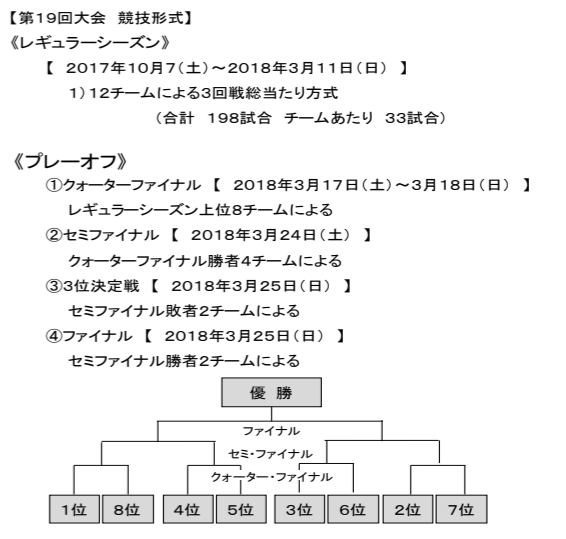 【第19回大会 競技形式】
《レギュラーシーズン》
【 2017年10月7(土)~2018年3月11日(日) 】
1)12チームによる3回戦総当たり方式
(合計 198試合 チームあたり 33試合)
《プレーオフ》
①クォーターファイナル 【 2018年3月17日(土)~3月18日(日) 】
レギュラーシーズン上位8チームによる
②セミファイナル 【 2018年3月24日(土) 】
クォーターファイナル勝者4チームによる
③3位決定戦 【 2018年3月25日(日) 】
セミファイナル敗者2チームによる
④ファイナル 【 2018年3月25日(日) 】
セミファイナル勝者2チームによる
優 勝
ファイナル
セミ・ファイナル
クォーター・ファイナル
1位 8位 4位 5位 3位 6位 2位 7位